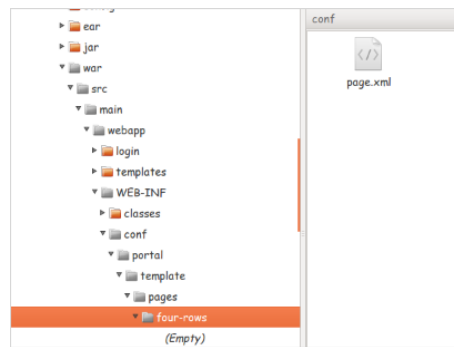 ear
jar
war
src
main
webapp
login
templates
WEB-INF
classes
conf
portal
template
pages
four-rows
(Empty)
conf
page.xml